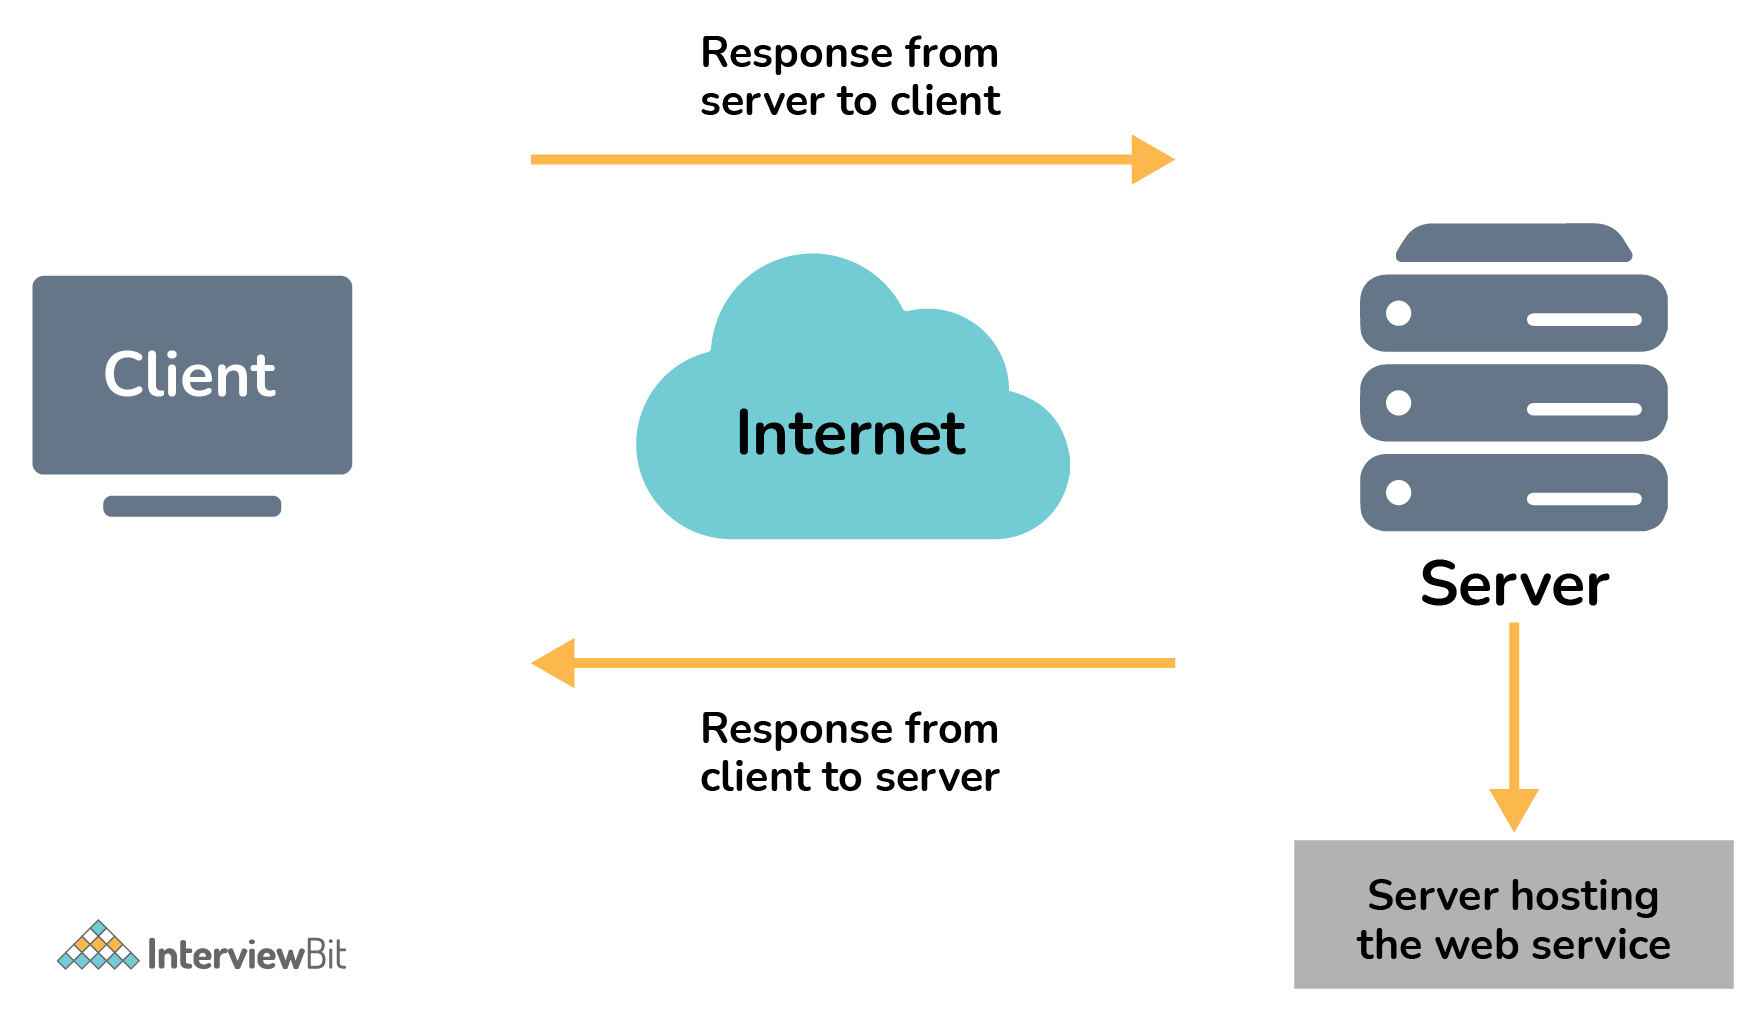 Response from
server to client
Client
Internet
Server
Response from
client to server
Server hosting
the web service
InterviewBit